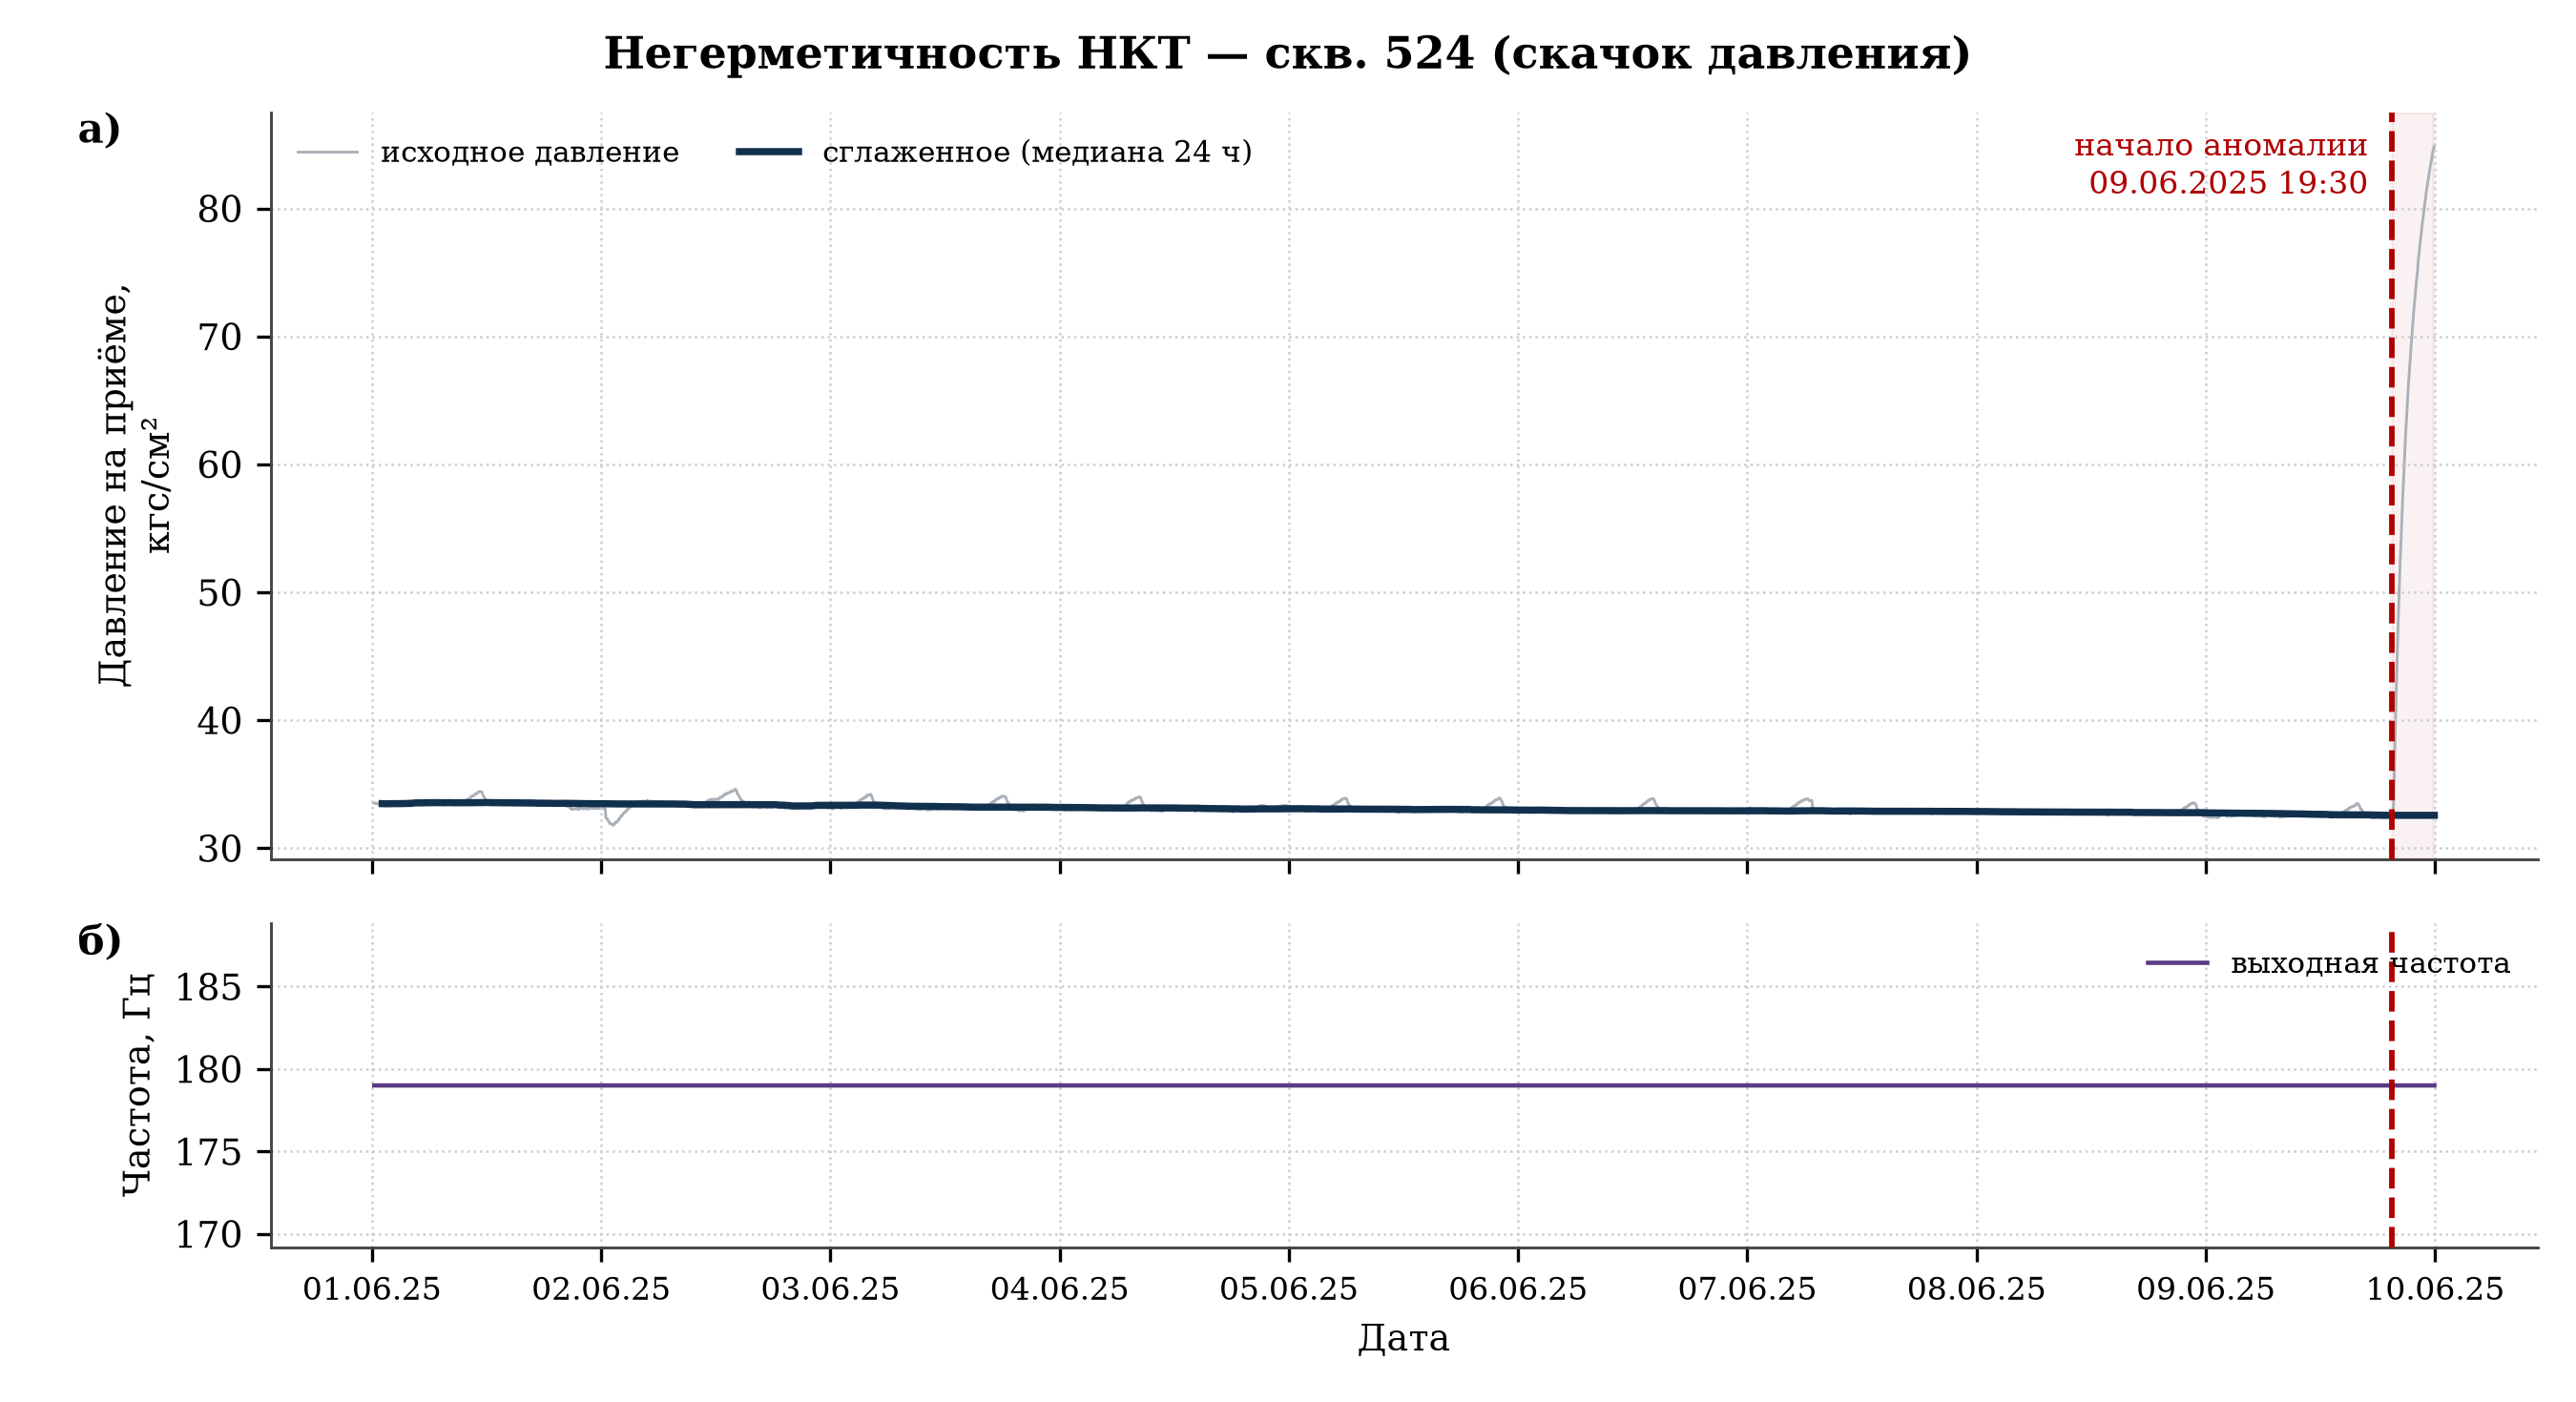 Негерметичность НКТ — скв. 524 (скачок давления)
а)
исходное давление
сглаженное (медиана 24 ч)
начало аномалии
09.06.2025 19:30
Давление на приёме,
кгс/см²
80
70
60
50
40
30
б)
выходная частота
Частота, Гц
185
180
175
170
01.06.25 02.06.25 03.06.25 04.06.25 05.06.25 06.06.25 07.06.25 08.06.25 09.06.25 10.06.25
Дата